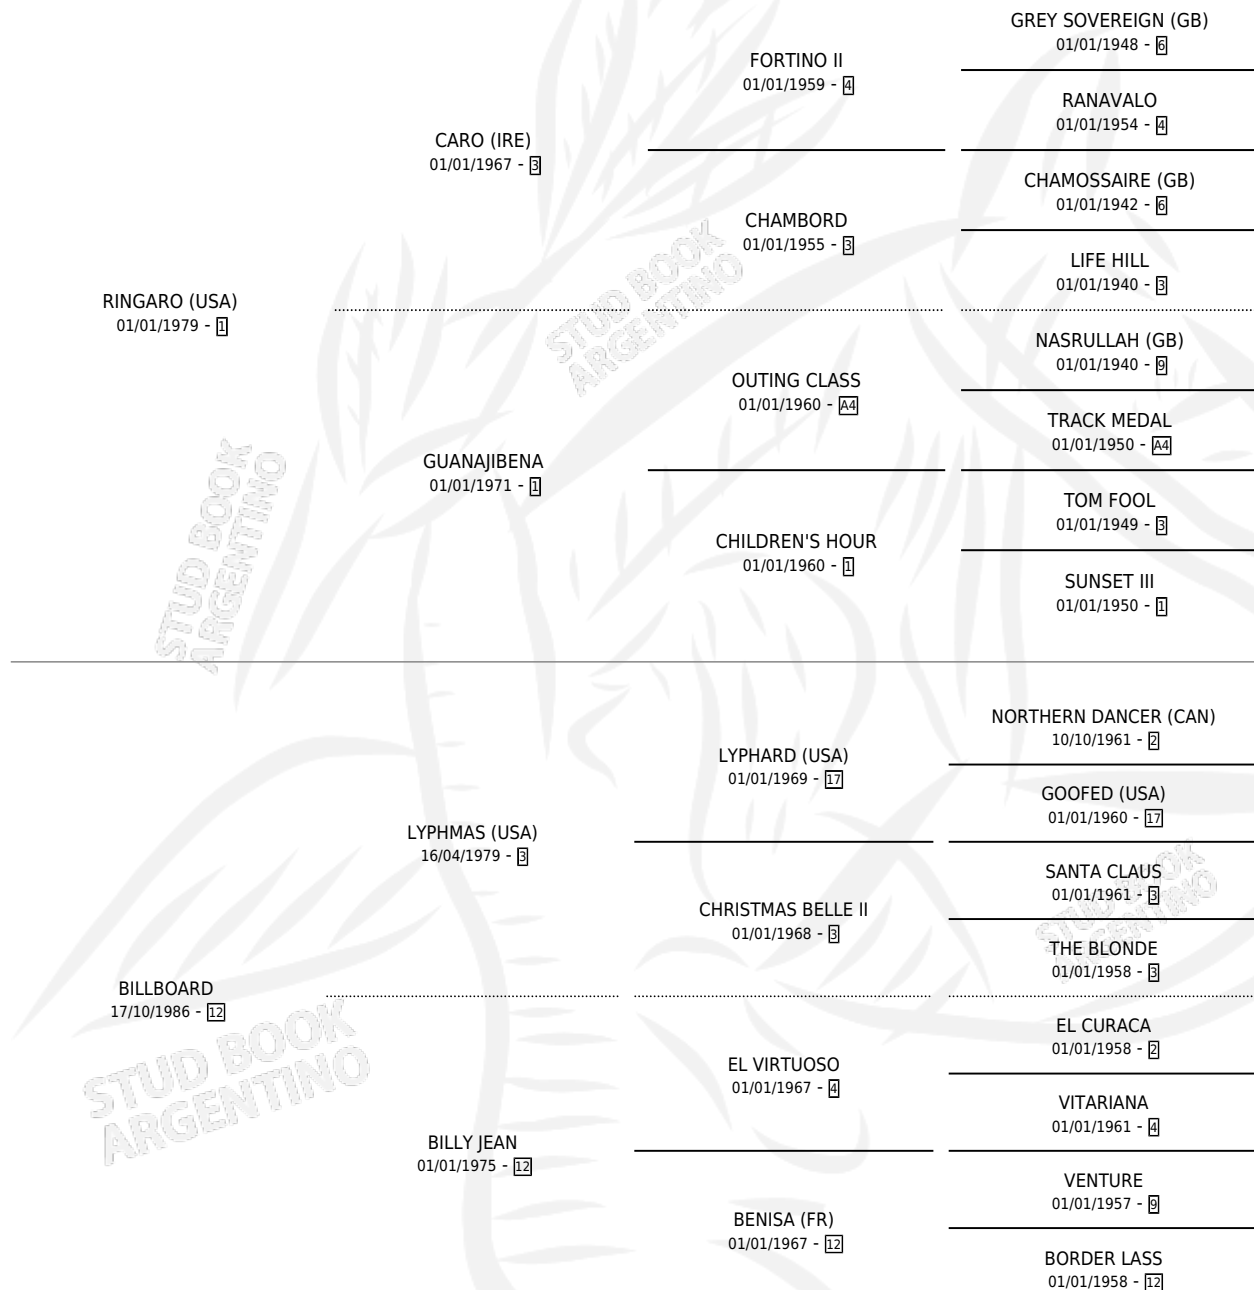 GREY SOVEREIGN (GB)
01/01/1948 - 6
FORTINO II
01/01/1959 - 4
RANAVALO
01/01/1954 - 4
CARO (IRE)
01/01/1967 - 3
CHAMOSSAIRE (GB)
01/01/1942 - 6
CHAMBORD
01/01/1955 - 3
LIFE HILL
01/01/1940 - 3
RINGARO (USA)
01/01/1979 - 1
NASRULLAH (GB)
01/01/1940 - 9
OUTING CLASS
01/01/1960 - A4
TRACK MEDAL
01/01/1950 - A4
GUANAJIBENA
01/01/1971 - 1
TOM FOOL
01/01/1949 - 3
CHILDREN'S HOUR
01/01/1960 - 1
SUNSET III
01/01/1950 - 1
NORTHERN DANCER (CAN)
10/10/1961 - 2
LYPHARD (USA)
01/01/1969 - 17
GOOFED (USA)
01/01/1960 - 17
LYPHMAS (USA)
16/04/1979 - 3
SANTA CLAUS
01/01/1961 - 3
CHRISTMAS BELLE II
01/01/1968 - 3
THE BLONDE
01/01/1958 - 3
BILLBOARD
17/10/1986 - 12
EL CURACA
01/01/1958 - 2
EL VIRTUOSO
01/01/1967 - 4
VITARIANA
01/01/1961 - 4
BILLY JEAN
01/01/1975 - 12
VENTURE
01/01/1957 - 9
BENISA (FR)
01/01/1967 - 12
BORDER LASS
01/01/1958 - 12
STUD BOOK
ARGENTINO
STUD BOOK
ARGENTINO
STUD BOOK
ARGENTINO
STUD BOOK
ARGENTINO